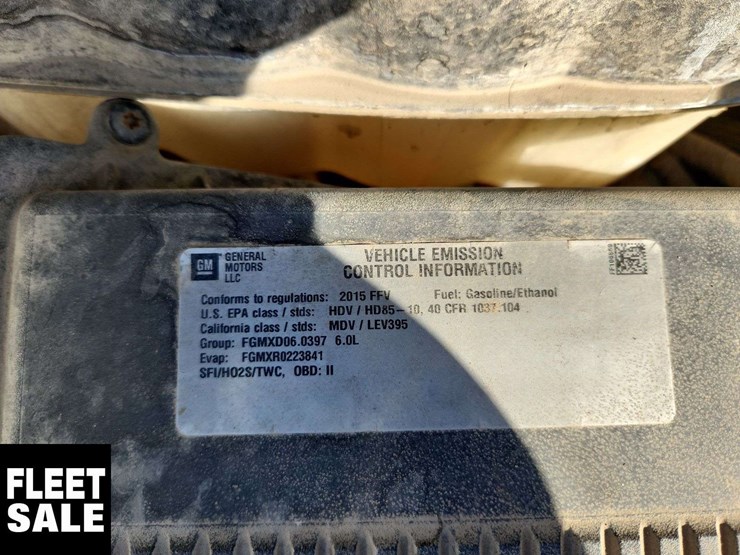 GM
GENERAL
MOTORS
LLC
VEHICLE EMISSION
CONTROL INFORMATION
Conforms to regulations: 2015 FFV Fuel: Gasoline/Ethanol
U.S. EPA class / stds: HDV / HD85-10, 40 CFR 1037.104
California class / stds: MDV / LEV395
Group: FGMXD06.0397 6.0L
Evap: FGMXR0223841
SFI/HO2S/TWC, OBD: II
FLEET
SALE